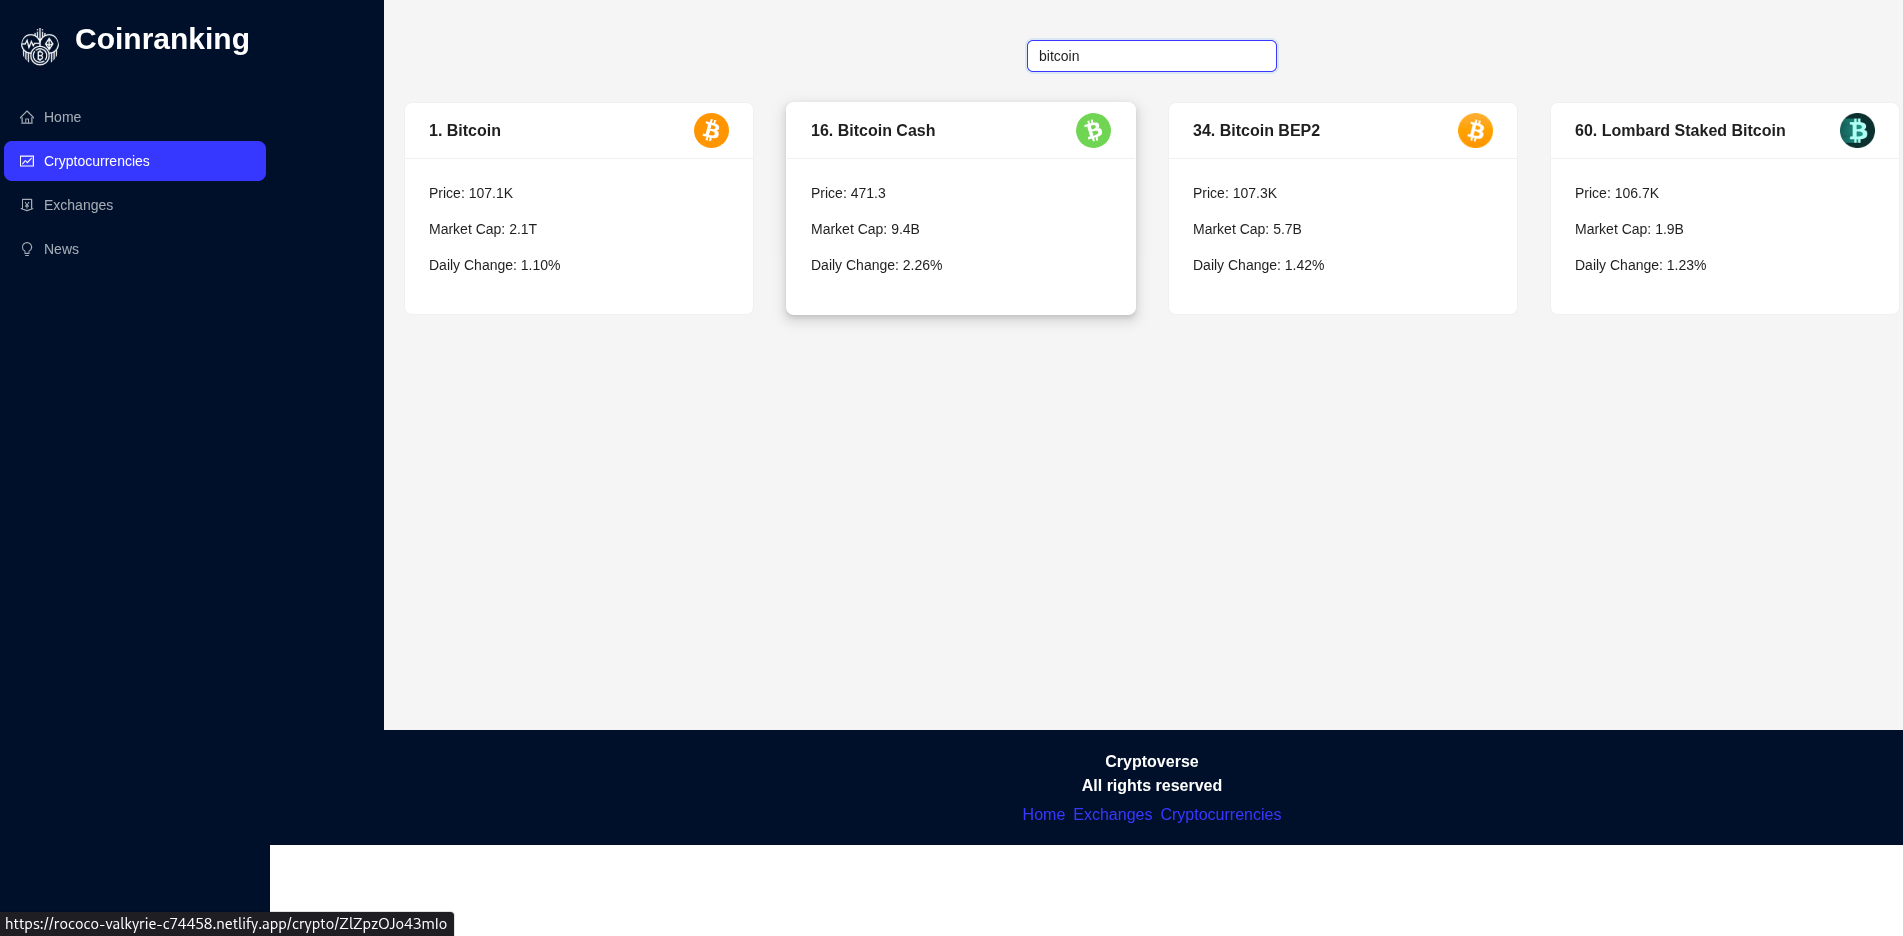 Coinranking
Home
Cryptocurrencies
Exchanges
News
bitcoin
1. Bitcoin
Price: 107.1K
Market Cap: 2.1T
Daily Change: 1.10%
16. Bitcoin Cash
Price: 471.3
Market Cap: 9.4B
Daily Change: 2.26%
34. Bitcoin BEP2
Price: 107.3K
Market Cap: 5.7B
Daily Change: 1.42%
60. Lombard Staked Bitcoin
Price: 106.7K
Market Cap: 1.9B
Daily Change: 1.23%
Cryptoverse
All rights reserved
Home Exchanges Cryptocurrencies
https://rococo-valkyrie-c74458.netlify.app/crypto/ZlZpzOJo43mIo